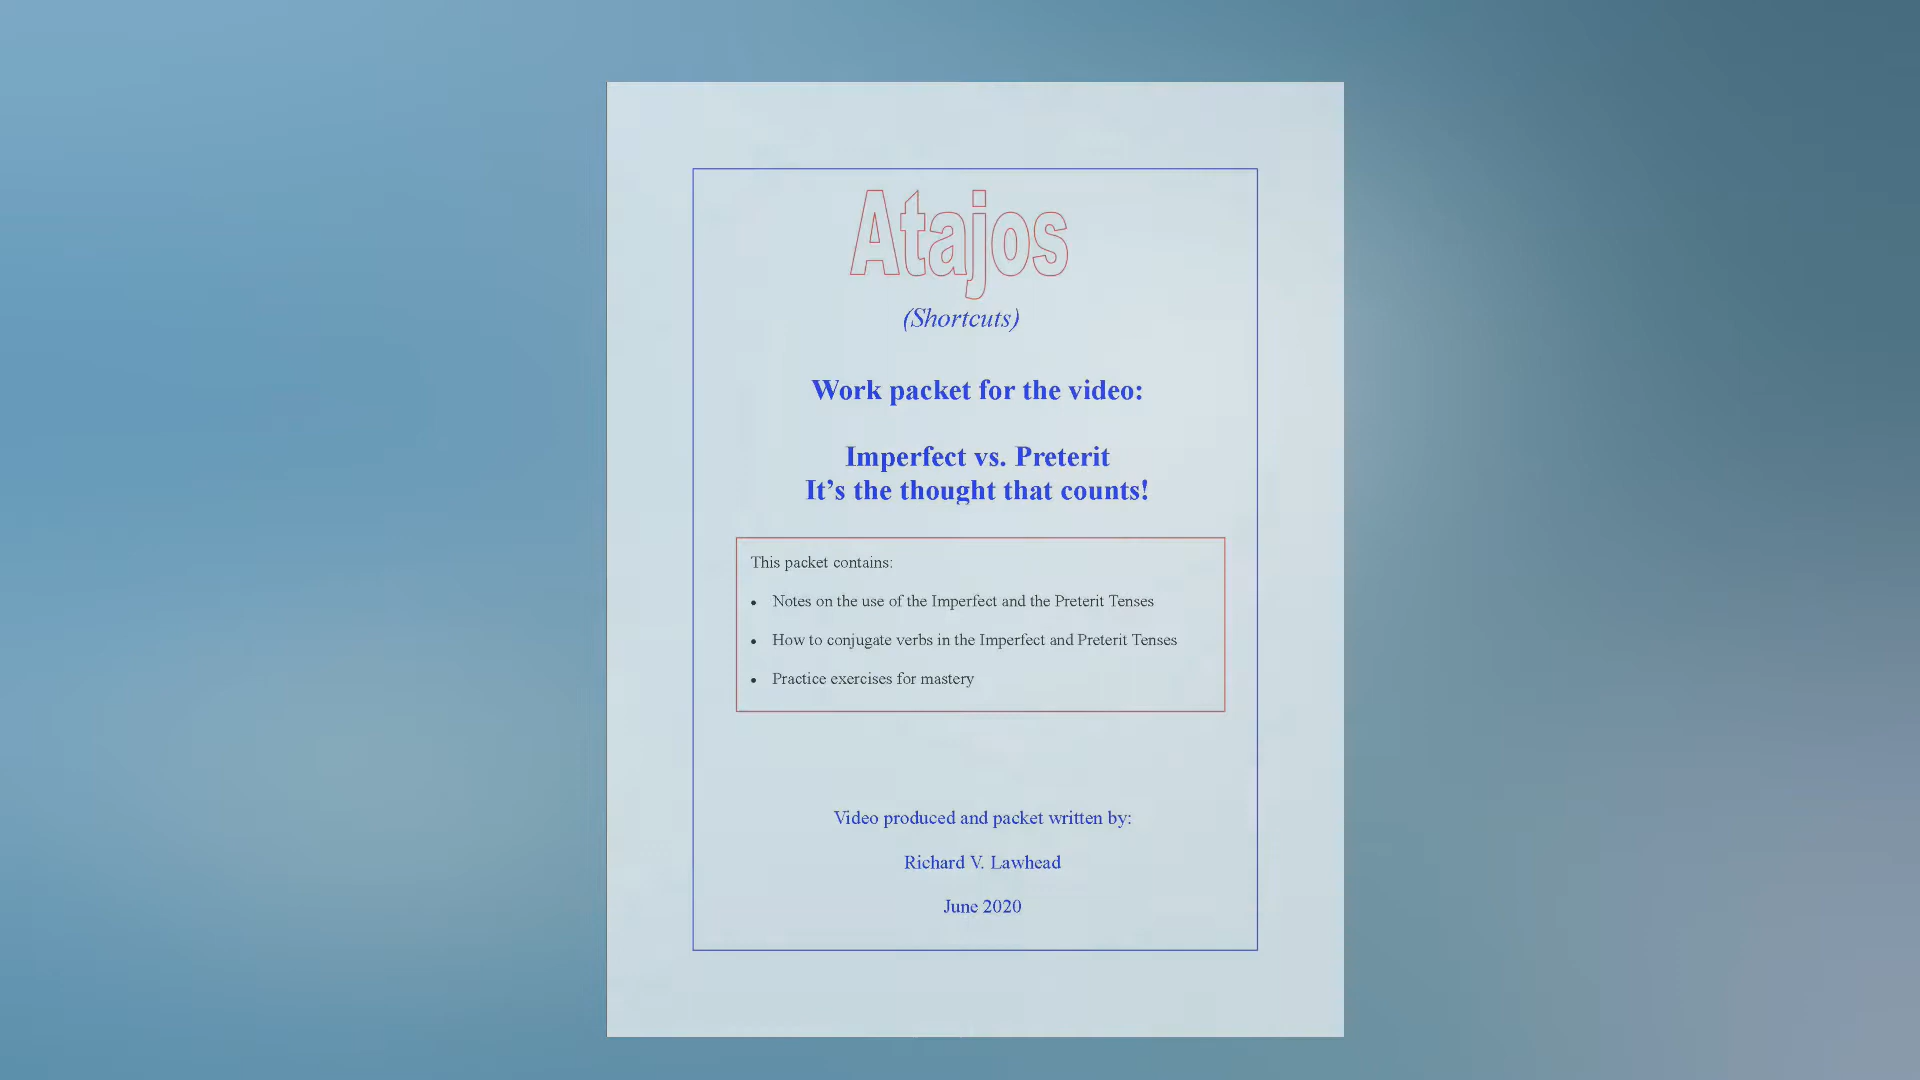 Atajos
(Shortcuts)
Work packet for the video:
Imperfect vs. Preterit
It's the thought that counts!
This packet contains:
• Notes on the use of the Imperfect and the Preterit Tenses
• How to conjugate verbs in the Imperfect and Preterit Tenses
• Practice exercises for mastery
Video produced and packet written by:
Richard V. Lawhead
June 2020